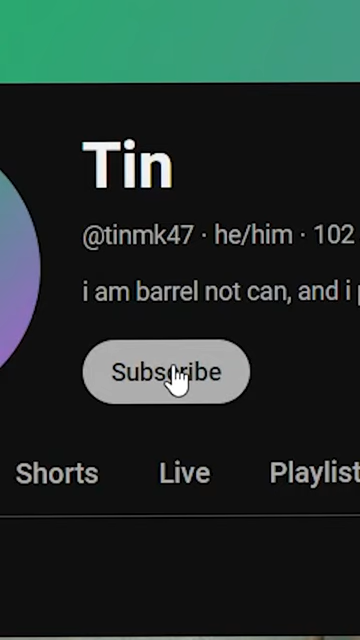 Tin
@tinmk47 · he/him · 102
i am barrel not can, and i
Subscribe
Shorts Live Playlist